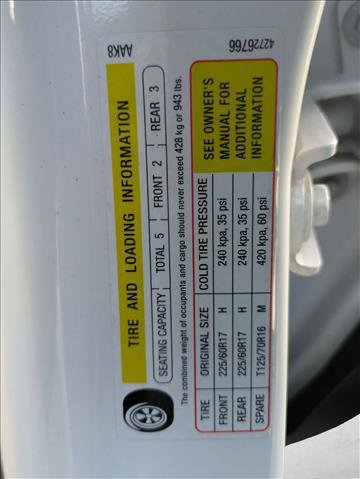 AAK8
42726766
TIRE AND LOADING INFORMATION
SEATING CAPACITY TOTAL 5 FRONT 2 REAR 3
The combined weight of occupants and cargo should never exceed 428 kg or 943 lbs.
TIRE ORIGINAL SIZE COLD TIRE PRESSURE
FRONT 225/60R17 H 240 kpa, 35 psi
REAR 225/60R17 H 240 kpa, 35 psi
SPARE T125/70R16 M 420 kpa, 60 psi
SEE OWNER'S
MANUAL FOR
ADDITIONAL
INFORMATION